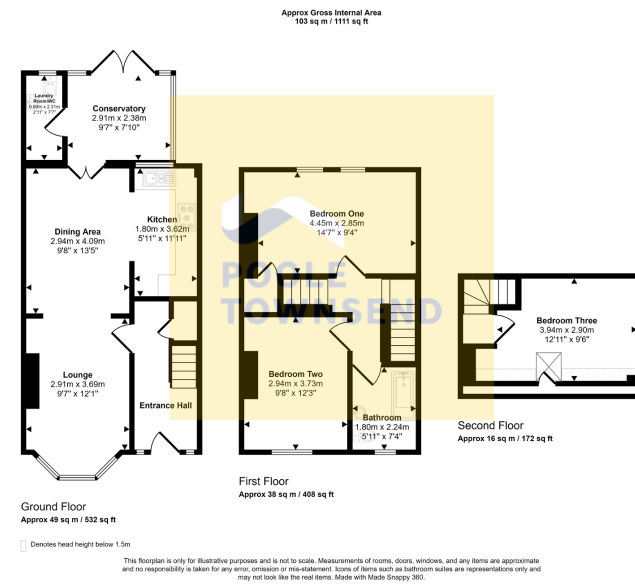 Approx Gross Internal Area
103 sq m / 1111 sq ft
Laundry
Room/WC
0.90m x 2.31m
2'11" x 7'7"
Conservatory
2.91m x 2.38m
9'7" x 7'10"
Dining Area
2.94m x 4.09m
9'8" x 13'5"
Kitchen
1.80m x 3.62m
5'11" x 11'11"
Lounge
2.91m x 3.69m
9'7" x 12'1"
Entrance Hall
Ground Floor
Approx 49 sq m / 532 sq ft
Bedroom One
4.45m x 2.85m
14'7" x 9'4"
POOLE
TOWNSEND
Bedroom Two
2.94m x 3.73m
9'8" x 12'3"
Bathroom
1.80m x 2.24m
5'11" x 7'4"
First Floor
Approx 38 sq m / 408 sq ft
Bedroom Three
3.94m x 2.90m
12'11" x 9'6"
Second Floor
Approx 16 sq m / 172 sq ft
Denotes head height below 1.5m
This floorplan is only for illustrative purposes and is not to scale. Measurements of rooms, doors, windows, and any items are approximate
and no responsibility is taken for any error, omission or mis-statement. Icons of items such as bathroom suites are representations only and
may not look like the real items. Made with Made Snappy 360.